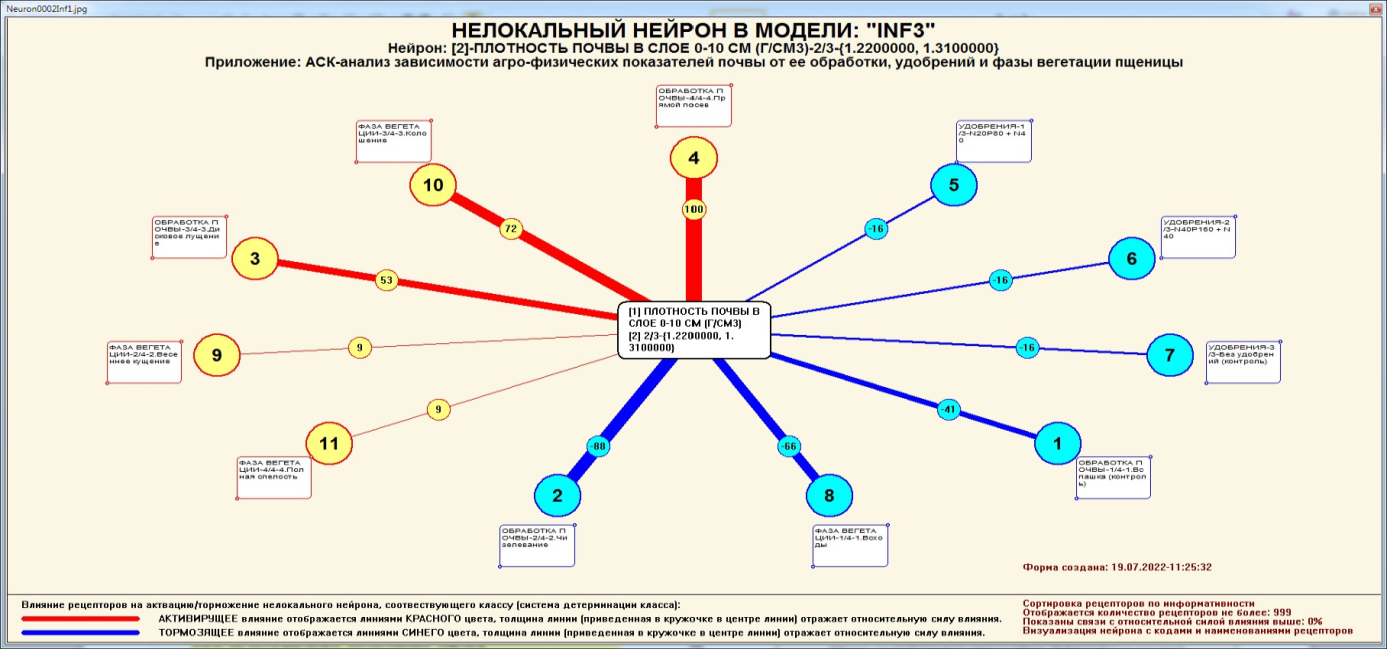 Neuron0002Inf1.jpg
НЕЛОКАЛЬНЫЙ НЕЙРОН В МОДЕЛИ: "INF3"
Нейрон: [2]-ПЛОТНОСТЬ ПОЧВЫ В СЛОЕ 0-10 СМ (Г/СМ3)-2/3-{1.2200000, 1.3100000}
Приложение: АСК-анализ зависимости агро-физических показателей почвы от ее обработки, удобрений и фазы вегетации пщеницы
ОБРАБОТКА П
ОЧВЫ-4/4-4.Пр
ямой посев
4
100
ФАЗА ВЕГЕТА
ЦИИ-3/4-3.Коло
шение
10
72
УДОБРЕНИЯ-1
/3-N20P80 + N4
0
5
-16
ОБРАБОТКА П
ОЧВЫ-3/4-3.Ди
сковое лущени
е
3
53
УДОБРЕНИЯ-2
/3-N40P160 + N
40
6
-16
[1] ПЛОТНОСТЬ ПОЧВЫ В
СЛОЕ 0-10 СМ (Г/СМ3)
[2] 2/3-{1.2200000, 1.
3100000}
ФАЗА ВЕГЕТА
ЦИИ-2/4-2.Весе
ннее кущение
9
9
УДОБРЕНИЯ-3
/3-Без удобрен
ий (контроль)
7
-16
ФАЗА ВЕГЕТА
ЦИИ-4/4-4.Пол
ная спелость
11
9
ОБРАБОТКА П
ОЧВЫ-1/4-1.Вс
пашка (контрол
ь)
1
-41
2
-88
ОБРАБОТКА П
ОЧВЫ-2/4-2.Чи
зелевание
8
-66
ФАЗА ВЕГЕТА
ЦИИ-1/4-1.Всхо
ды
Форма создана: 19.07.2022-11:25:32
Влияние рецепторов на актвацию/торможение нелокального нейрона, соотвествующего классу (система детерминации класса):
АКТИВИРУЩЕЕ влияние отображается линиями КРАСНОГО цвета, толщина линии (приведенная в кружочке в центре линии) отражает относительную силу влияния.
ТОРМОЗЯЩЕЕ влияние отображается линиями СИНЕГО цвета, толщина линии (приведенная в кружочке в центре линии) отражает относительную силу влияния.
Сортировка рецепторов по информативности
Отображается количество рецепторов не более: 999
Показаны связи с относительной силой влияния выше: 0%
Визуализация нейрона с кодами и наименованиями рецепторов